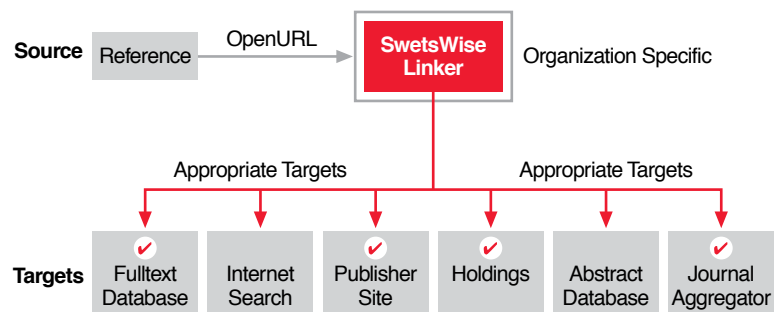 Source
Reference
OpenURL
SwetsWise
Linker
Organization Specific
Appropriate Targets
Appropriate Targets
Targets
Fulltext
Database
Internet
Search
Publisher
Site
Holdings
Abstract
Database
Journal
Aggregator